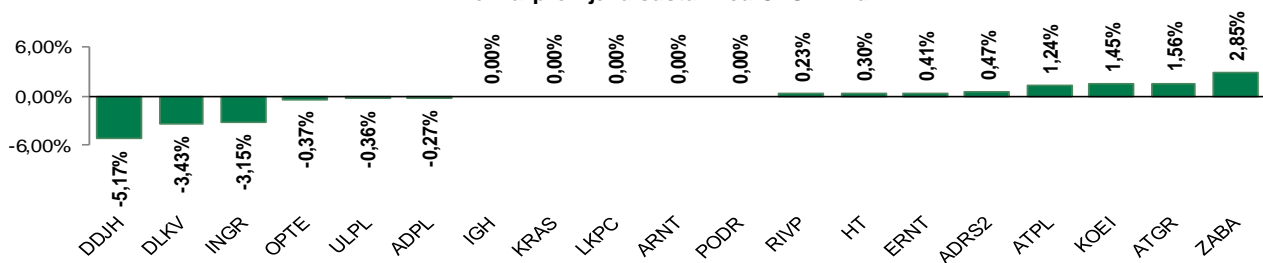 6,00%
0,00%
-6,00%
-5,17%
-3,43%
-3,15%
-0,37%
-0,36%
-0,27%
0,00%
0,00%
0,00%
0,00%
0,00%
0,23%
0,30%
0,41%
0,47%
1,24%
1,45%
1,56%
2,85%
DDJH
DLKV
INGR
OPTE
ULPL
ADPL
IGH
KRAS
LKPC
ARNT
PODR
RIVP
HT
ERNT
ADRS2
ATPL
KOEI
ATGR
ZABA